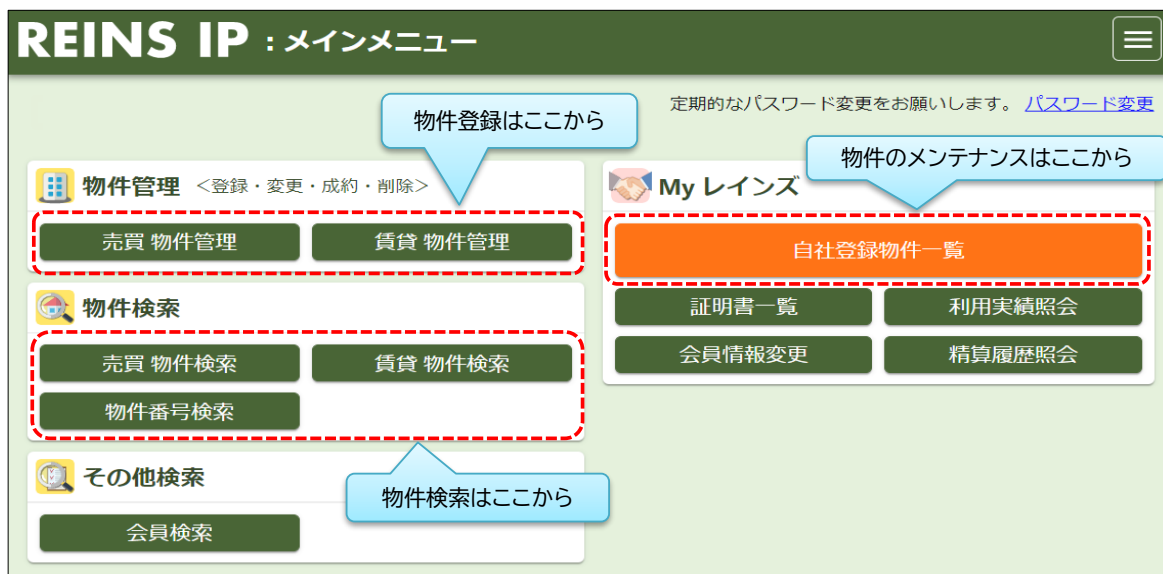 REINS IP : メインメニュー
定期的なパスワード変更をお願いします。 パスワード変更
物件登録はここから
物件管理 <登録・変更・成約・削除>
売買 物件管理
賃貸 物件管理
物件検索
売買 物件検索
賃貸 物件検索
物件番号検索
物件検索はここから
その他検索
会員検索
物件のメンテナンスはここから
My レインズ
自社登録物件一覧
証明書一覧
利用実績照会
会員情報変更
精算履歴照会